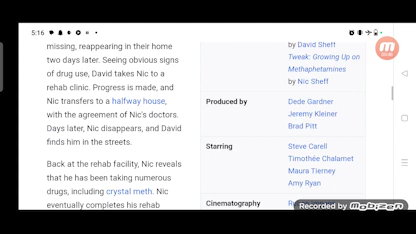 5:16
missing, reappearing in their home
two days later. Seeing obvious signs
of drug use, David takes Nic to a
rehab clinic. Progress is made, and
Nic transfers to a halfway house,
with the agreement of Nic's doctors.
Days later, Nic disappears, and David
finds him in the streets.
Back at the rehab facility, Nic reveals
that he has been taking numerous
drugs, including crystal meth. Nic
eventually completes his rehab
by David Sheff
Tweak: Growing Up on
Methaphetamines
by Nic Sheff
Produced by
Dede Gardner
Jeremy Kleiner
Brad Pitt
Starring
Steve Carell
Timothée Chalamet
Maura Tierney
Amy Ryan
Cinematography
Recorded by Mobizen